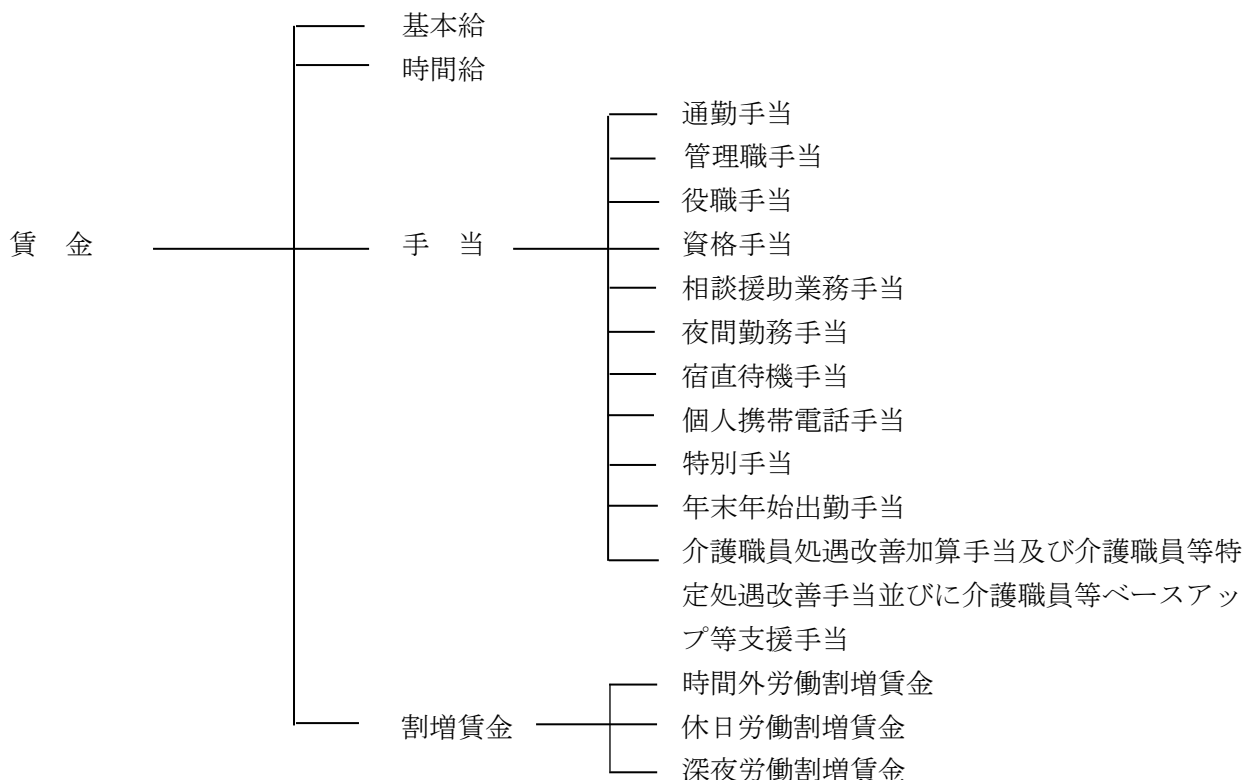 基本給
時間給
通勤手当
管理職手当
役職手当
賃　金
手　当
資格手当
相談援助業務手当
夜間勤務手当
宿直待機手当
個人携帯電話手当
特別手当
年末年始出勤手当
介護職員処遇改善加算手当及び介護職員等特
定処遇改善手当並びに介護職員等ベースアッ
プ等支援手当
時間外労働割増賃金
割増賃金
休日労働割増賃金
深夜労働割増賃金